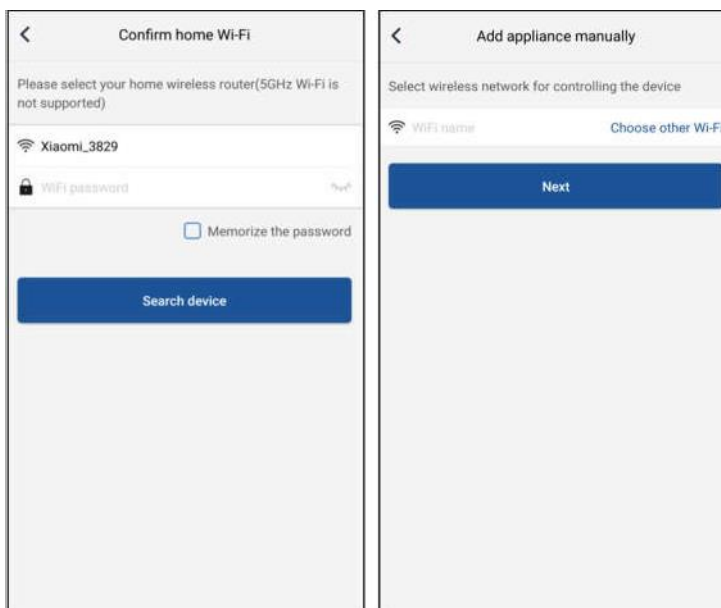 Confirm home Wi-Fi
Please select your home wireless router(5GHz Wi-Fi is
not supported)
Xiaomi_3829
WiFi password
Memorize the password
Search device
Add appliance manually
Select wireless network for controlling the device
WiFi name
Choose other Wi-Fi
Next